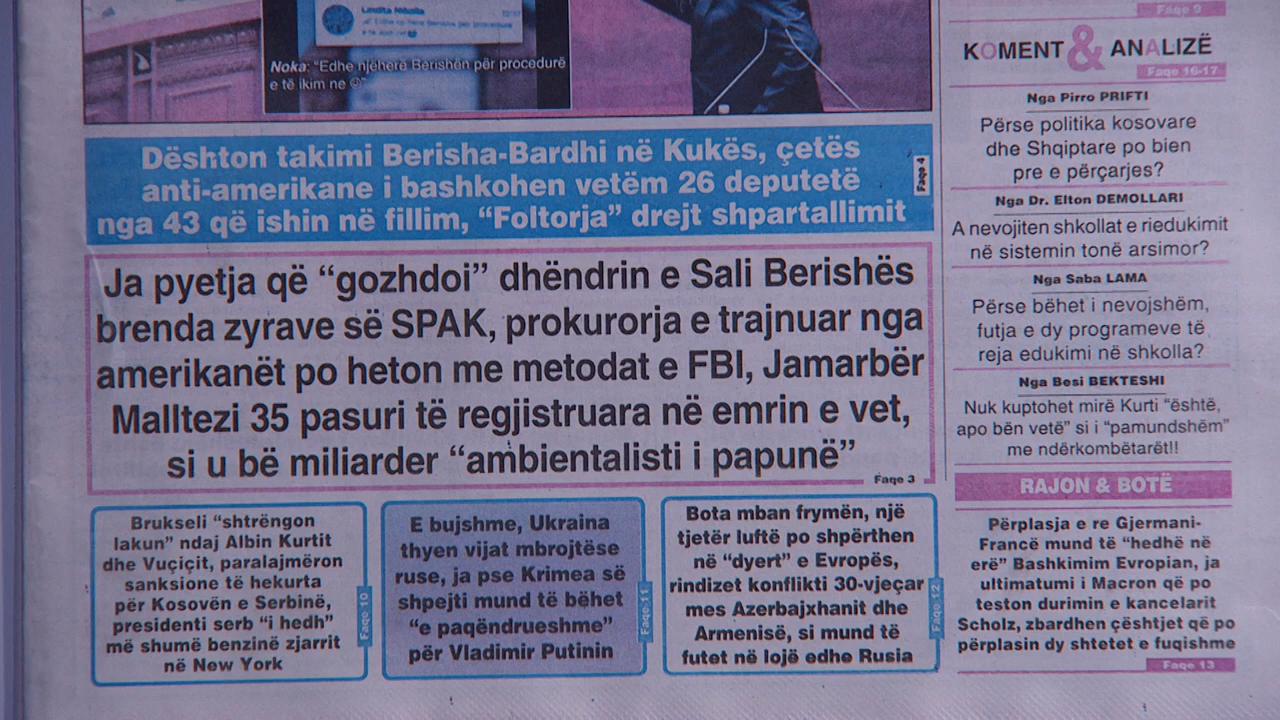 Noka: "Edhe njëherë Berishën për procedurë
e të ikim ne
Dështon takimi Berisha-Bardhi në Kukës, çetës
anti-amerikane i bashkohen vetëm 26 deputetë
nga 43 që ishin në fillim, "Foltorja" drejt shpartallimit
Faqe 4
Ja pyetja që "gozhdoi" dhëndrin e Sali Berishës
brenda zyrave së SPAK, prokurorja e trajnuar nga
amerikanët po heton me metodat e FBI, Jamarbër
Malltezi 35 pasuri të regjistruara në emrin e vet,
si u bë miliarder "ambientalisti i papunë"
Faqe 3
Brukseli "shtrëngon
lakun" ndaj Albin Kurtit
dhe Vuçiçit, paralajmëron
sanksione të hekurta
për Kosovën e Serbinë,
presidenti serb "i hedh"
më shumë benzinë zjarrit
në New York
Faqe 10
E bujshme, Ukraina
thyen vijat mbrojtëse
ruse, ja pse Krimea së
shpejti mund të bëhet
"e paqëndrueshme"
për Vladimir Putinin
Faqe 11
Bota mban frymën, një
tjetër luftë po shpërthen
në "dyert" e Evropës,
rindizet konflikti 30-vjeçar
mes Azerbajxhanit dhe
Armenisë, si mund të
futet në lojë edhe Rusia
Faqe 12
Faqe 9
KOMENT & ANALIZË
Faqe 16-17
Nga Pirro PRIFTI
Përse politika kosovare
dhe Shqiptare po bien
pre e përçarjes?
Nga Dr. Elton DEMOLLARI
A nevojiten shkollat e riedukimit
në sistemin tonë arsimor?
Nga Saba LAMA
Përse bëhet i nevojshëm,
futja e dy programeve të
reja edukimi në shkolla?
Nga Besi BEKTESHI
Nuk kuptohet mirë Kurti "është,
apo bën vetë" si i "pamundshëm"
me ndërkombëtarët!!
RAJON & BOTË
Përplasja e re Gjermani-
Francë mund të "hedhë në
erë" Bashkimin Evropian, ja
ultimatumi i Macron që po
teston durimin e kancelarit
Scholz, zbardhen çështjet që po
përplasin dy shtetet e fuqishme
Faqe 13